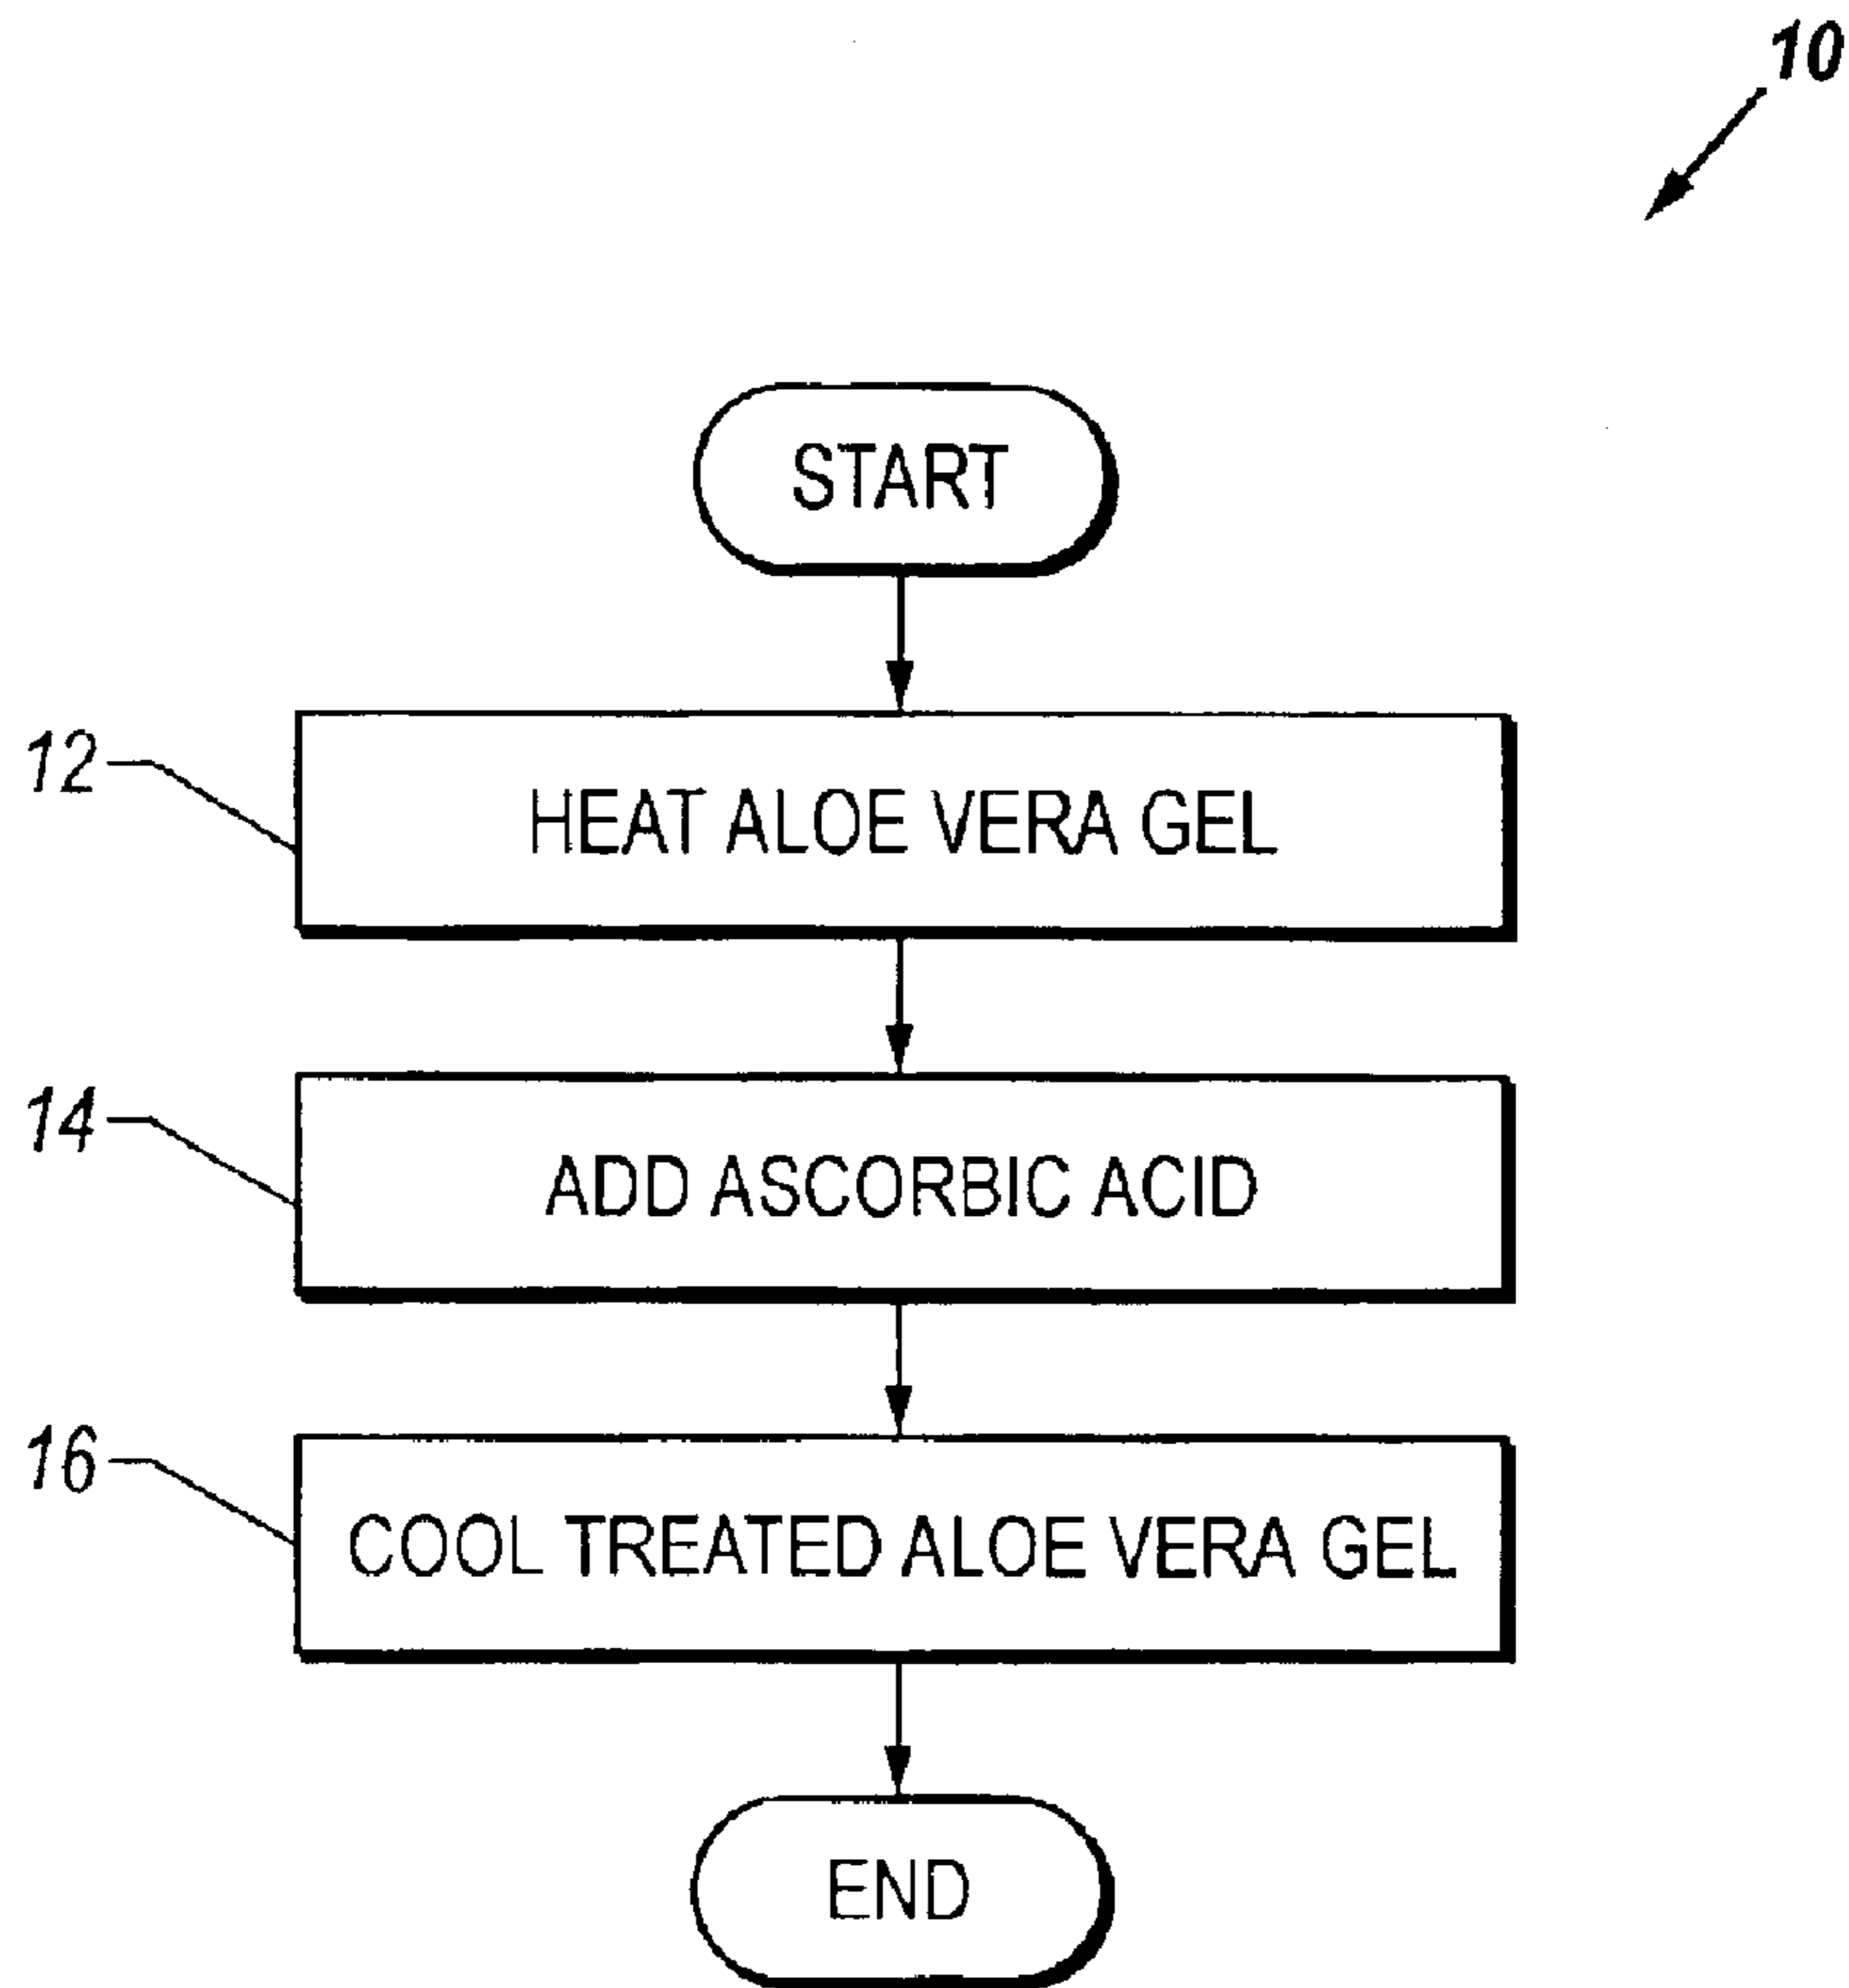 10
START
12
HEAT ALOE VERA GEL
14
ADD ASCORBIC ACID
16
COOL TREATED ALOE VERA GEL
END